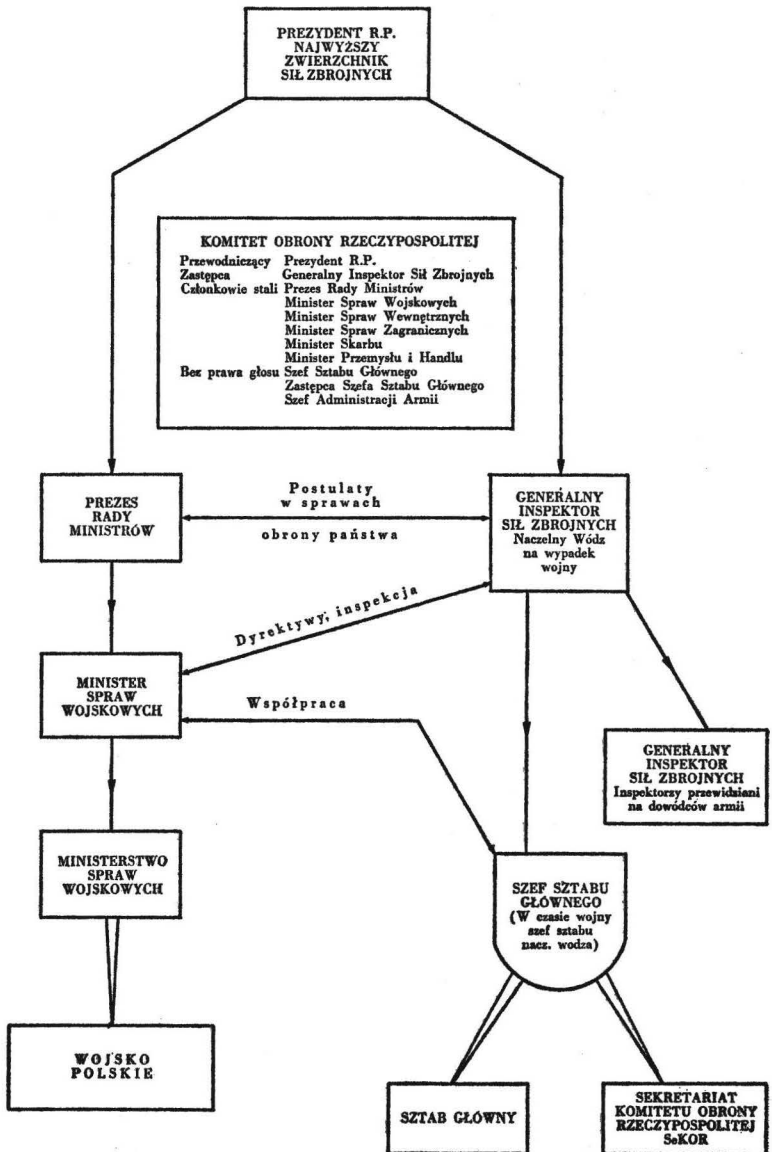 PREZYDENT R.P.
NAJWYŻSZY
ZWIERZCHNIK
SIŁ ZBROJNYCH
KOMITET OBRONY RZECZYPOSPOLITEJ
Przewodniczący Prezydent R.P.
Zastępca Generalny Inspektor Sił Zbrojnych
Członkowie stali Prezes Rady Ministrów
Minister Spraw Wojskowych
Minister Spraw Wewnętrznych
Minister Spraw Zagranicznych
Minister Skarbu
Minister Przemysłu i Handlu
Bez prawa głosu Szef Sztabu Głównego
Zastępca Szefa Sztabu Głównego
Szef Administracji Armii
PREZES
RADY
MINISTRÓW
Postulaty
w sprawach
obrony państwa
GENERALNY
INSPEKTOR
SIŁ ZBROJNYCH
Naczelny Wódz
na wypadek
wojny
Dyrektywy, inspekcja
MINISTER
SPRAW
WOJSKOWYCH
Współpraca
GENERALNY
INSPEKTOR
SIŁ ZBROJNYCH
Inspektorzy przewidziani
na dowódców armii
MINISTERSTWO
SPRAW
WOJSKOWYCH
SZEF SZTABU
GŁÓWNEGO
(W czasie wojny
szef sztabu
nacz. wodza)
WOJSKO
POLSKIE
SZTAB GŁÓWNY
SEKRETARIAT
KOMITETU OBRONY
RZECZYPOSPOLITEJ
SeKOR